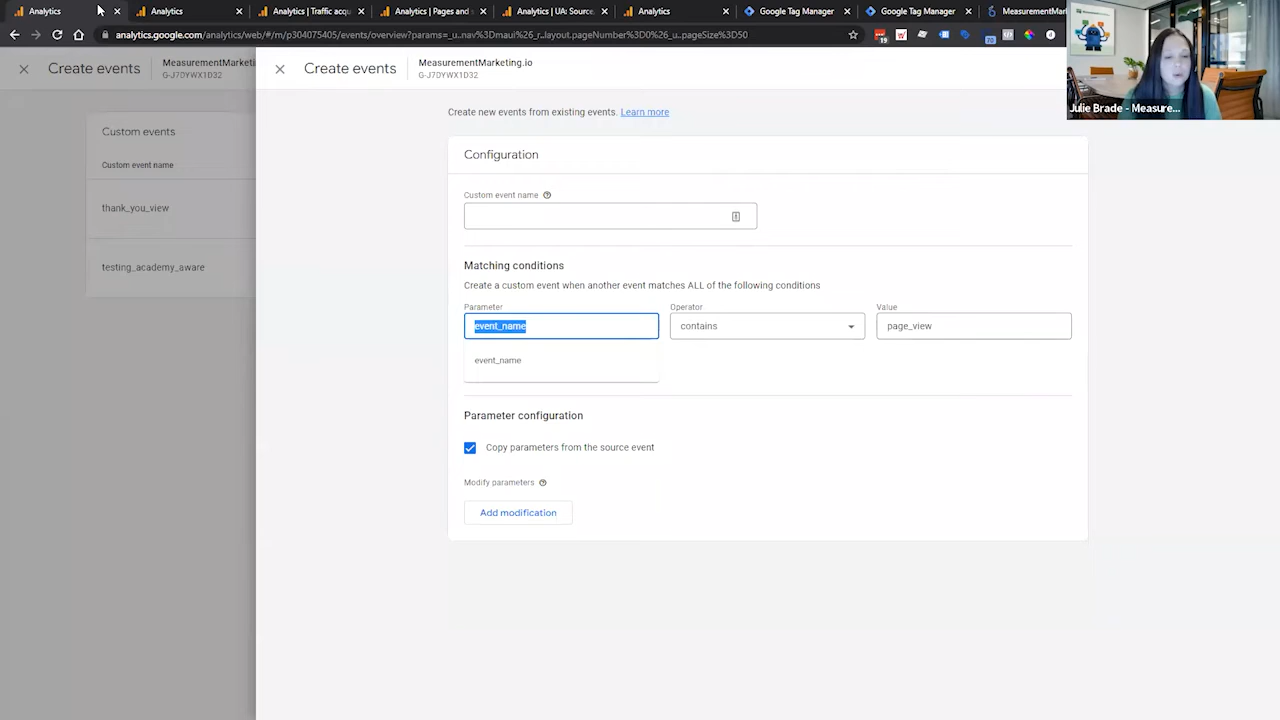 Analytics
Analytics
Analytics | Traffic acqu
Analytics | Pages and s
Analytics | UA S& Conv
Analytics
Google Tag Manager
Google Tag Manager
MeasurementMar
analytics.google.com/analytics/web/#/m/p304075405/events/overview?params=_u..nav%3Dmaui%26_r..layout.pageNumber%3D0%26_u..pageSize%3D50
Create events
MeasurementMarketi
G-J7DYWX1D32
Custom events
Custom event name
thank_you_view
testing_academy_aware
Create events
MeasurementMarketing.io
G-J7DYWX1D32
Create new events from existing events. Learn more
Configuration
Custom event name
Matching conditions
Create a custom event when another event matches ALL of the following conditions
Parameter
Operator
Value
event_name
contains
page_view
event_name
Parameter configuration
Copy parameters from the source event
Modify parameters
Add modification
Julie Brade - Measure...